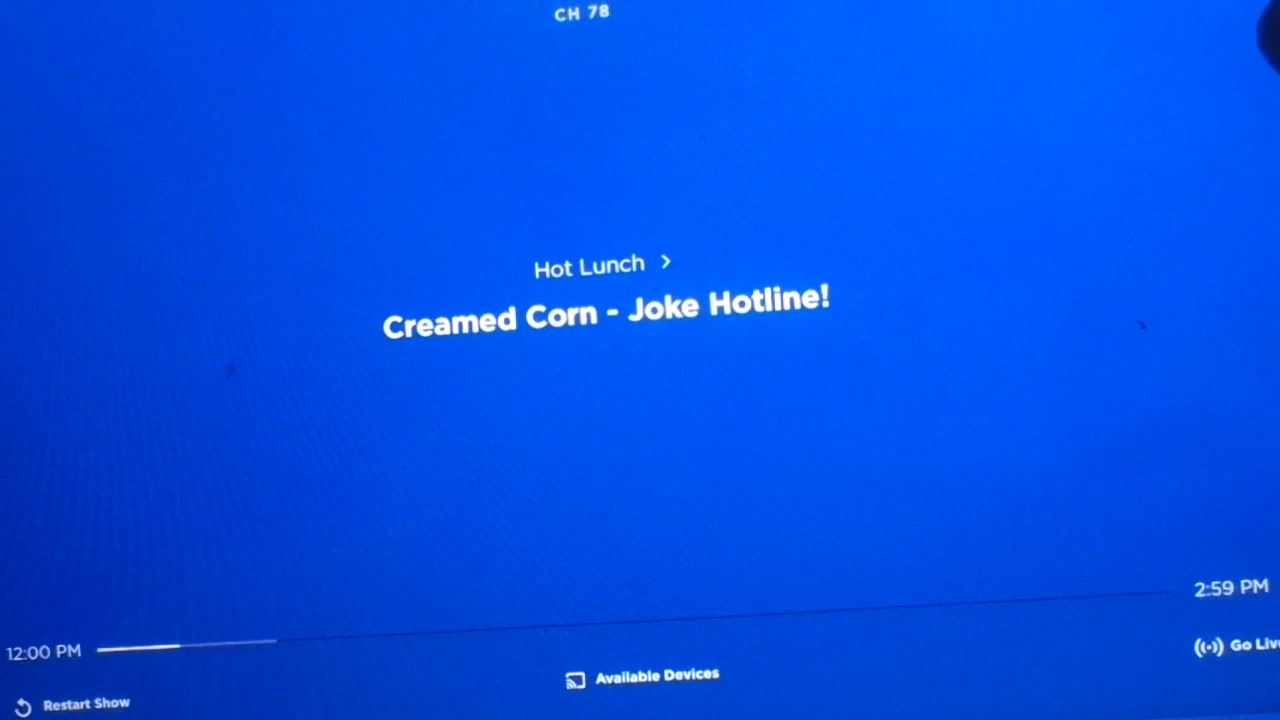 CH 78
Hot Lunch >
Creamed Corn - Joke Hotline!
2:59 PM
12:00 PM
Go Liv
Available Devices
Restart Show